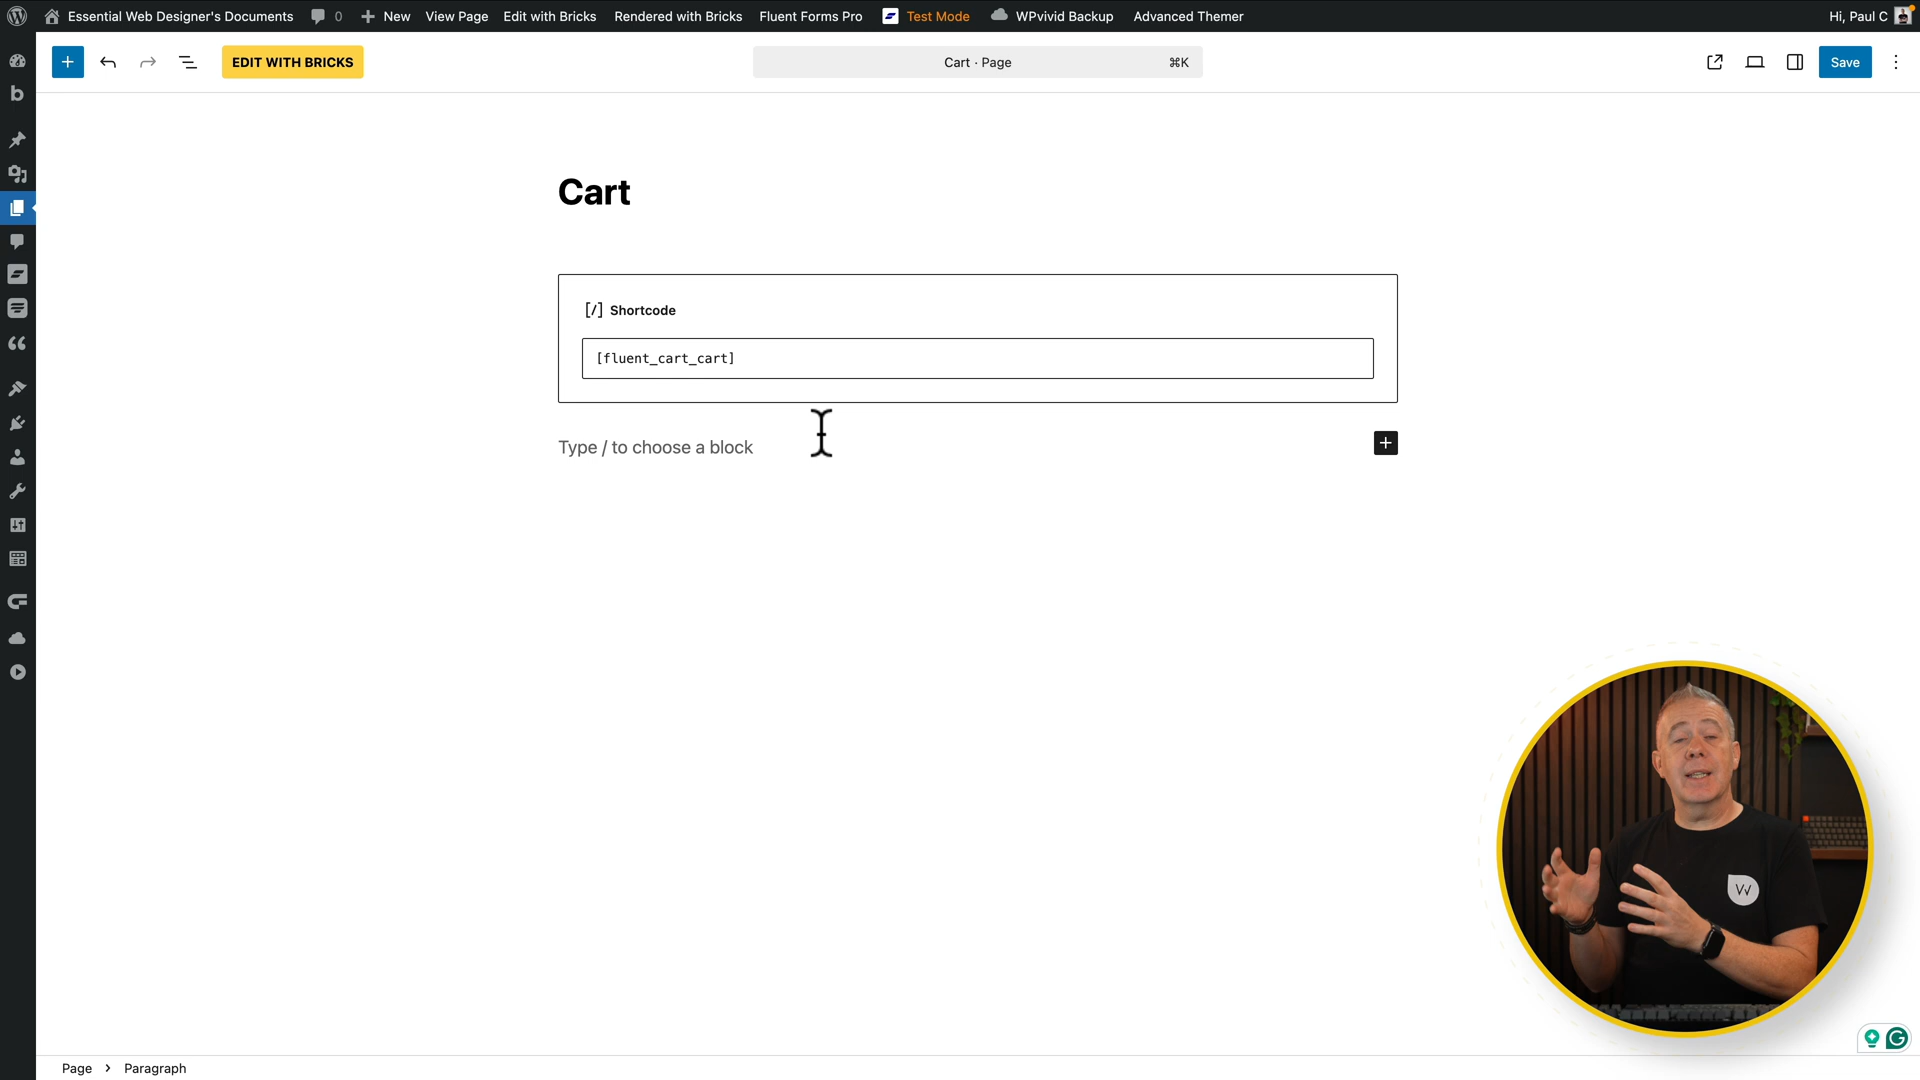 Essential Web Designer's Documents 0 New View Page Edit with Bricks Rendered with Bricks Fluent Forms Pro Test Mode WPvivid Backup Advanced Themer Hi, Paul C
EDIT WITH BRICKS Cart · Page ⌘K Save
Cart
[/] Shortcode
[fluent_cart_cart]
Type / to choose a block
W
Page > Paragraph